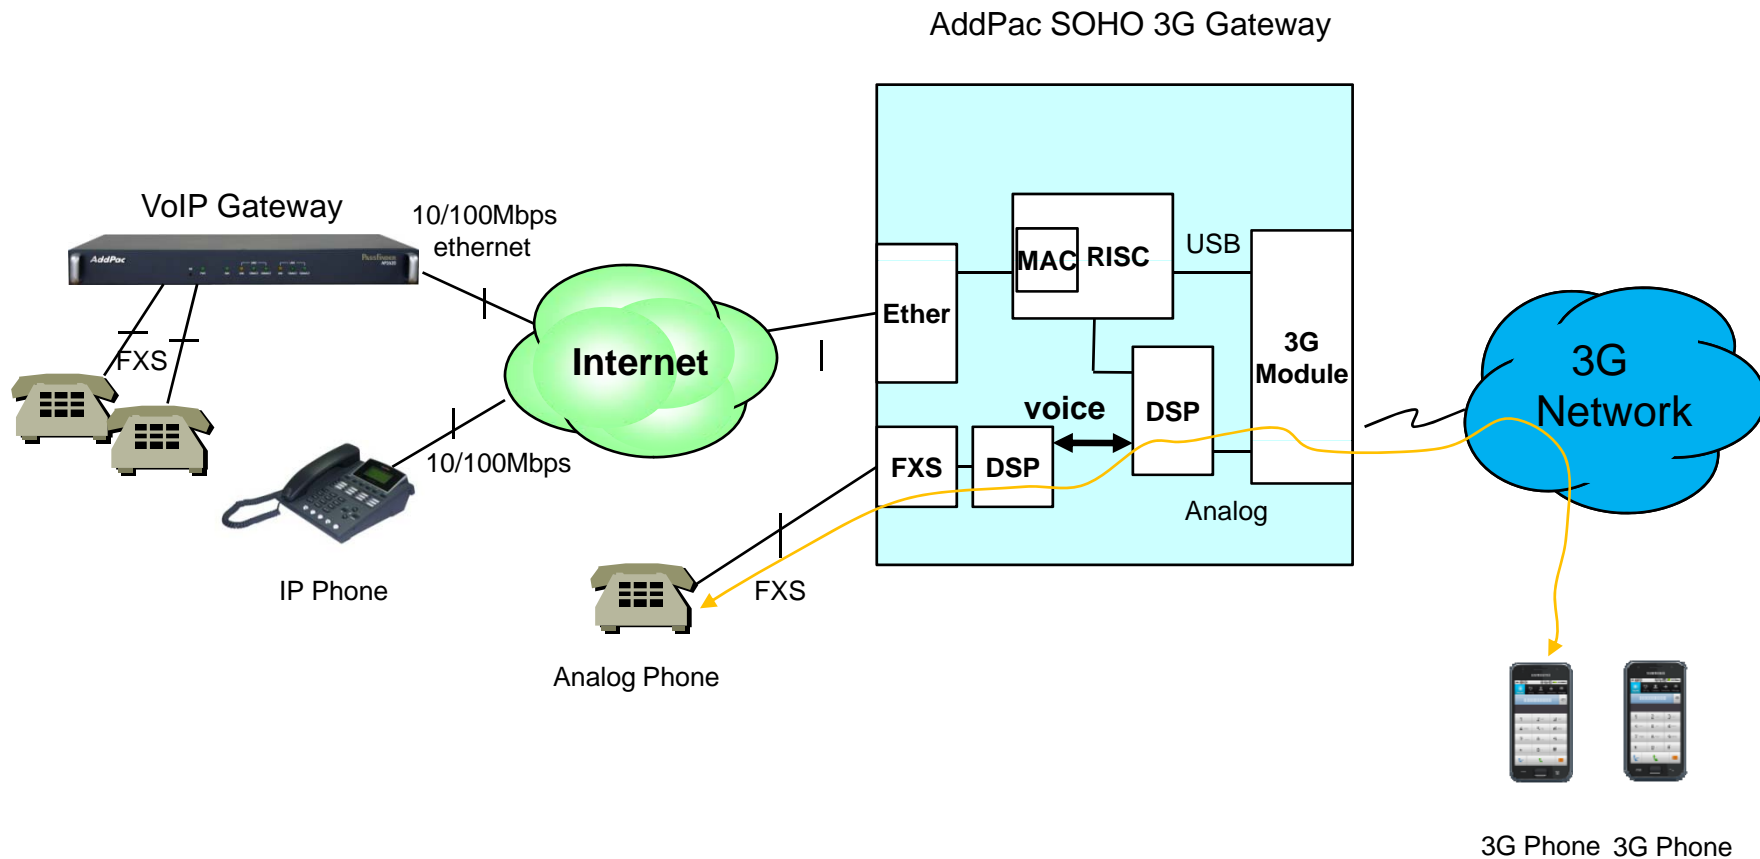 AddPac SOHO 3G Gateway
VoIP Gateway
10/100Mbps
ethernet
AddPac
FXS
Internet
10/100Mbps
IP Phone
Analog Phone
FXS
Ether
MAC
RISC
USB
3G
Module
voice
DSP
FXS
DSP
Analog
3G
Network
3G Phone
3G Phone